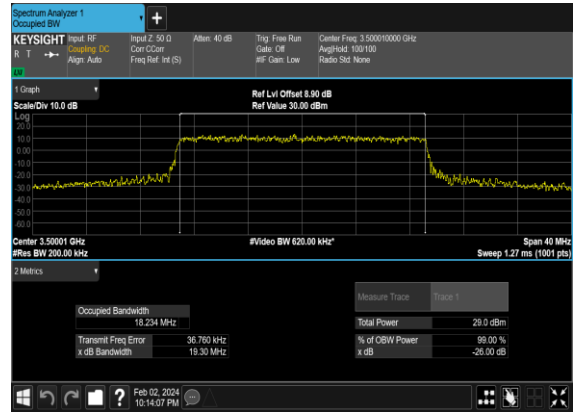 Spectrum Analyzer 1
Occupied BW
+
KEYSIGHT Input: RF Input Z: 50 Ω Atten: 40 dB Trig: Free Run Center Freq: 3.500010000 GHz
R T Coupling: DC Corr CCorr Gate: Off Avg|Hold: 100/100
Align: Auto Freq Ref: Int (S) #IF Gain: Low Radio Std: None
LW
1 Graph
Ref Lvl Offset 8.90 dB
Scale/Div 10.0 dB Ref Value 30.00 dBm
Log
20.0
10.0
0.00
-10.0
-20.0
-30.0
-40.0
-50.0
-60.0
Center 3.50001 GHz #Video BW 620.00 kHz* Span 40 MHz
#Res BW 200.00 kHz Sweep 1.27 ms (1001 pts)
2 Metrics
Measure Trace Trace 1
Occupied Bandwidth
18.234 MHz Total Power 29.0 dBm
Transmit Freq Error 36.760 kHz % of OBW Power 99.00 %
x dB Bandwidth 19.30 MHz x dB -26.00 dB
? Feb 02, 2024
10:14:07 PM